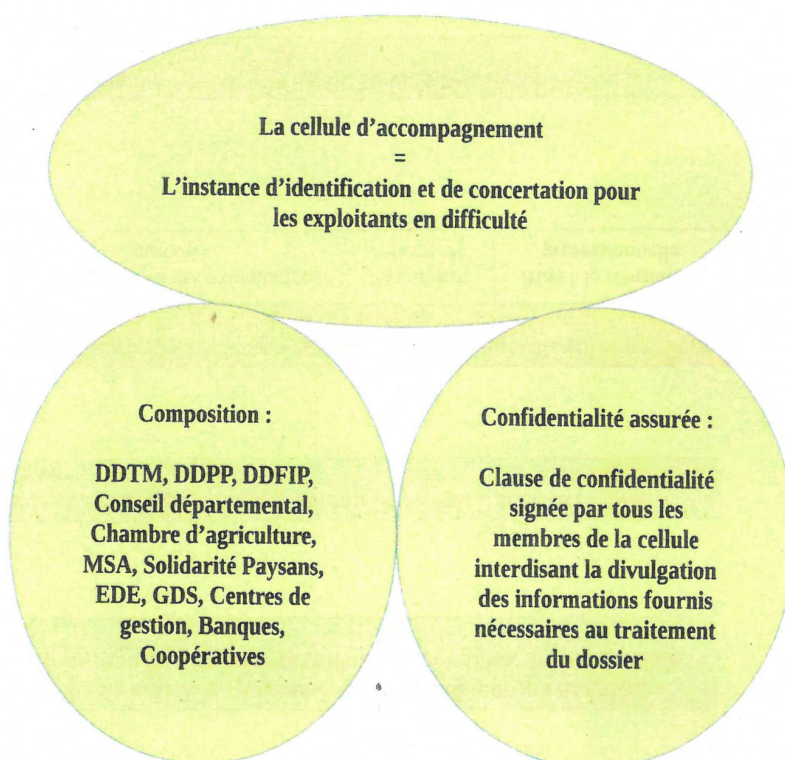 La cellule d'accompagnement
=
L'instance d'identification et de concertation pour
les exploitants en difficulté
Composition :
DDTM, DDPP, DDFIP,
Conseil départemental,
Chambre d'agriculture,
MSA, Solidarité Paysans,
EDE, GDS, Centres de
gestion, Banques,
Coopératives
Confidentialité assurée :
Clause de confidentialité
signée par tous les
membres de la cellule
interdisant la divulgation
des informations fournis
nécessaires au traitement
du dossier